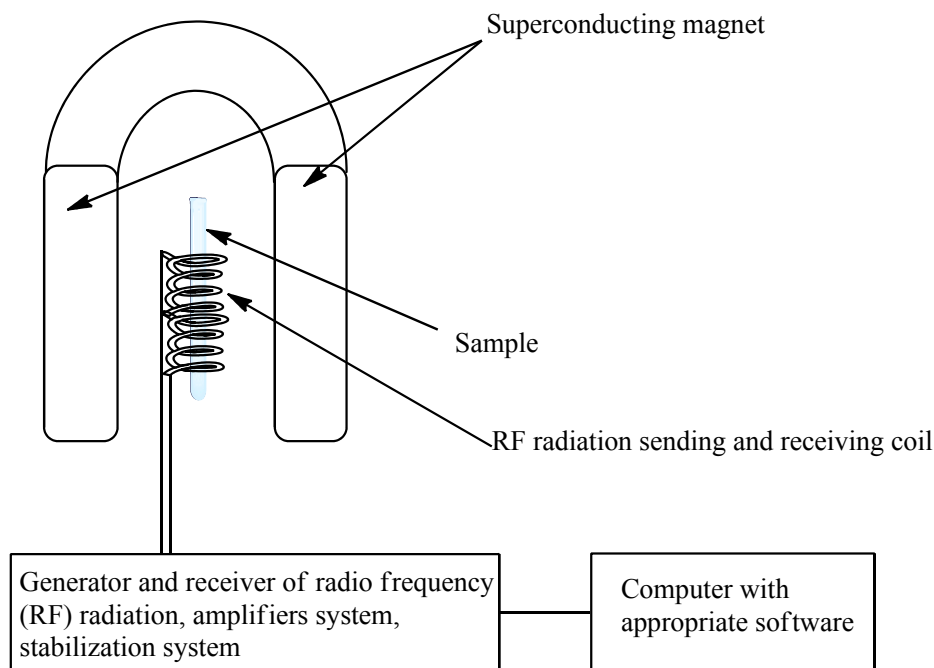 Superconducting magnet
Sample
RF radiation sending and receiving coil
Generator and receiver of radio frequency
(RF) radiation, amplifiers system,
stabilization system
Computer with
appropriate software